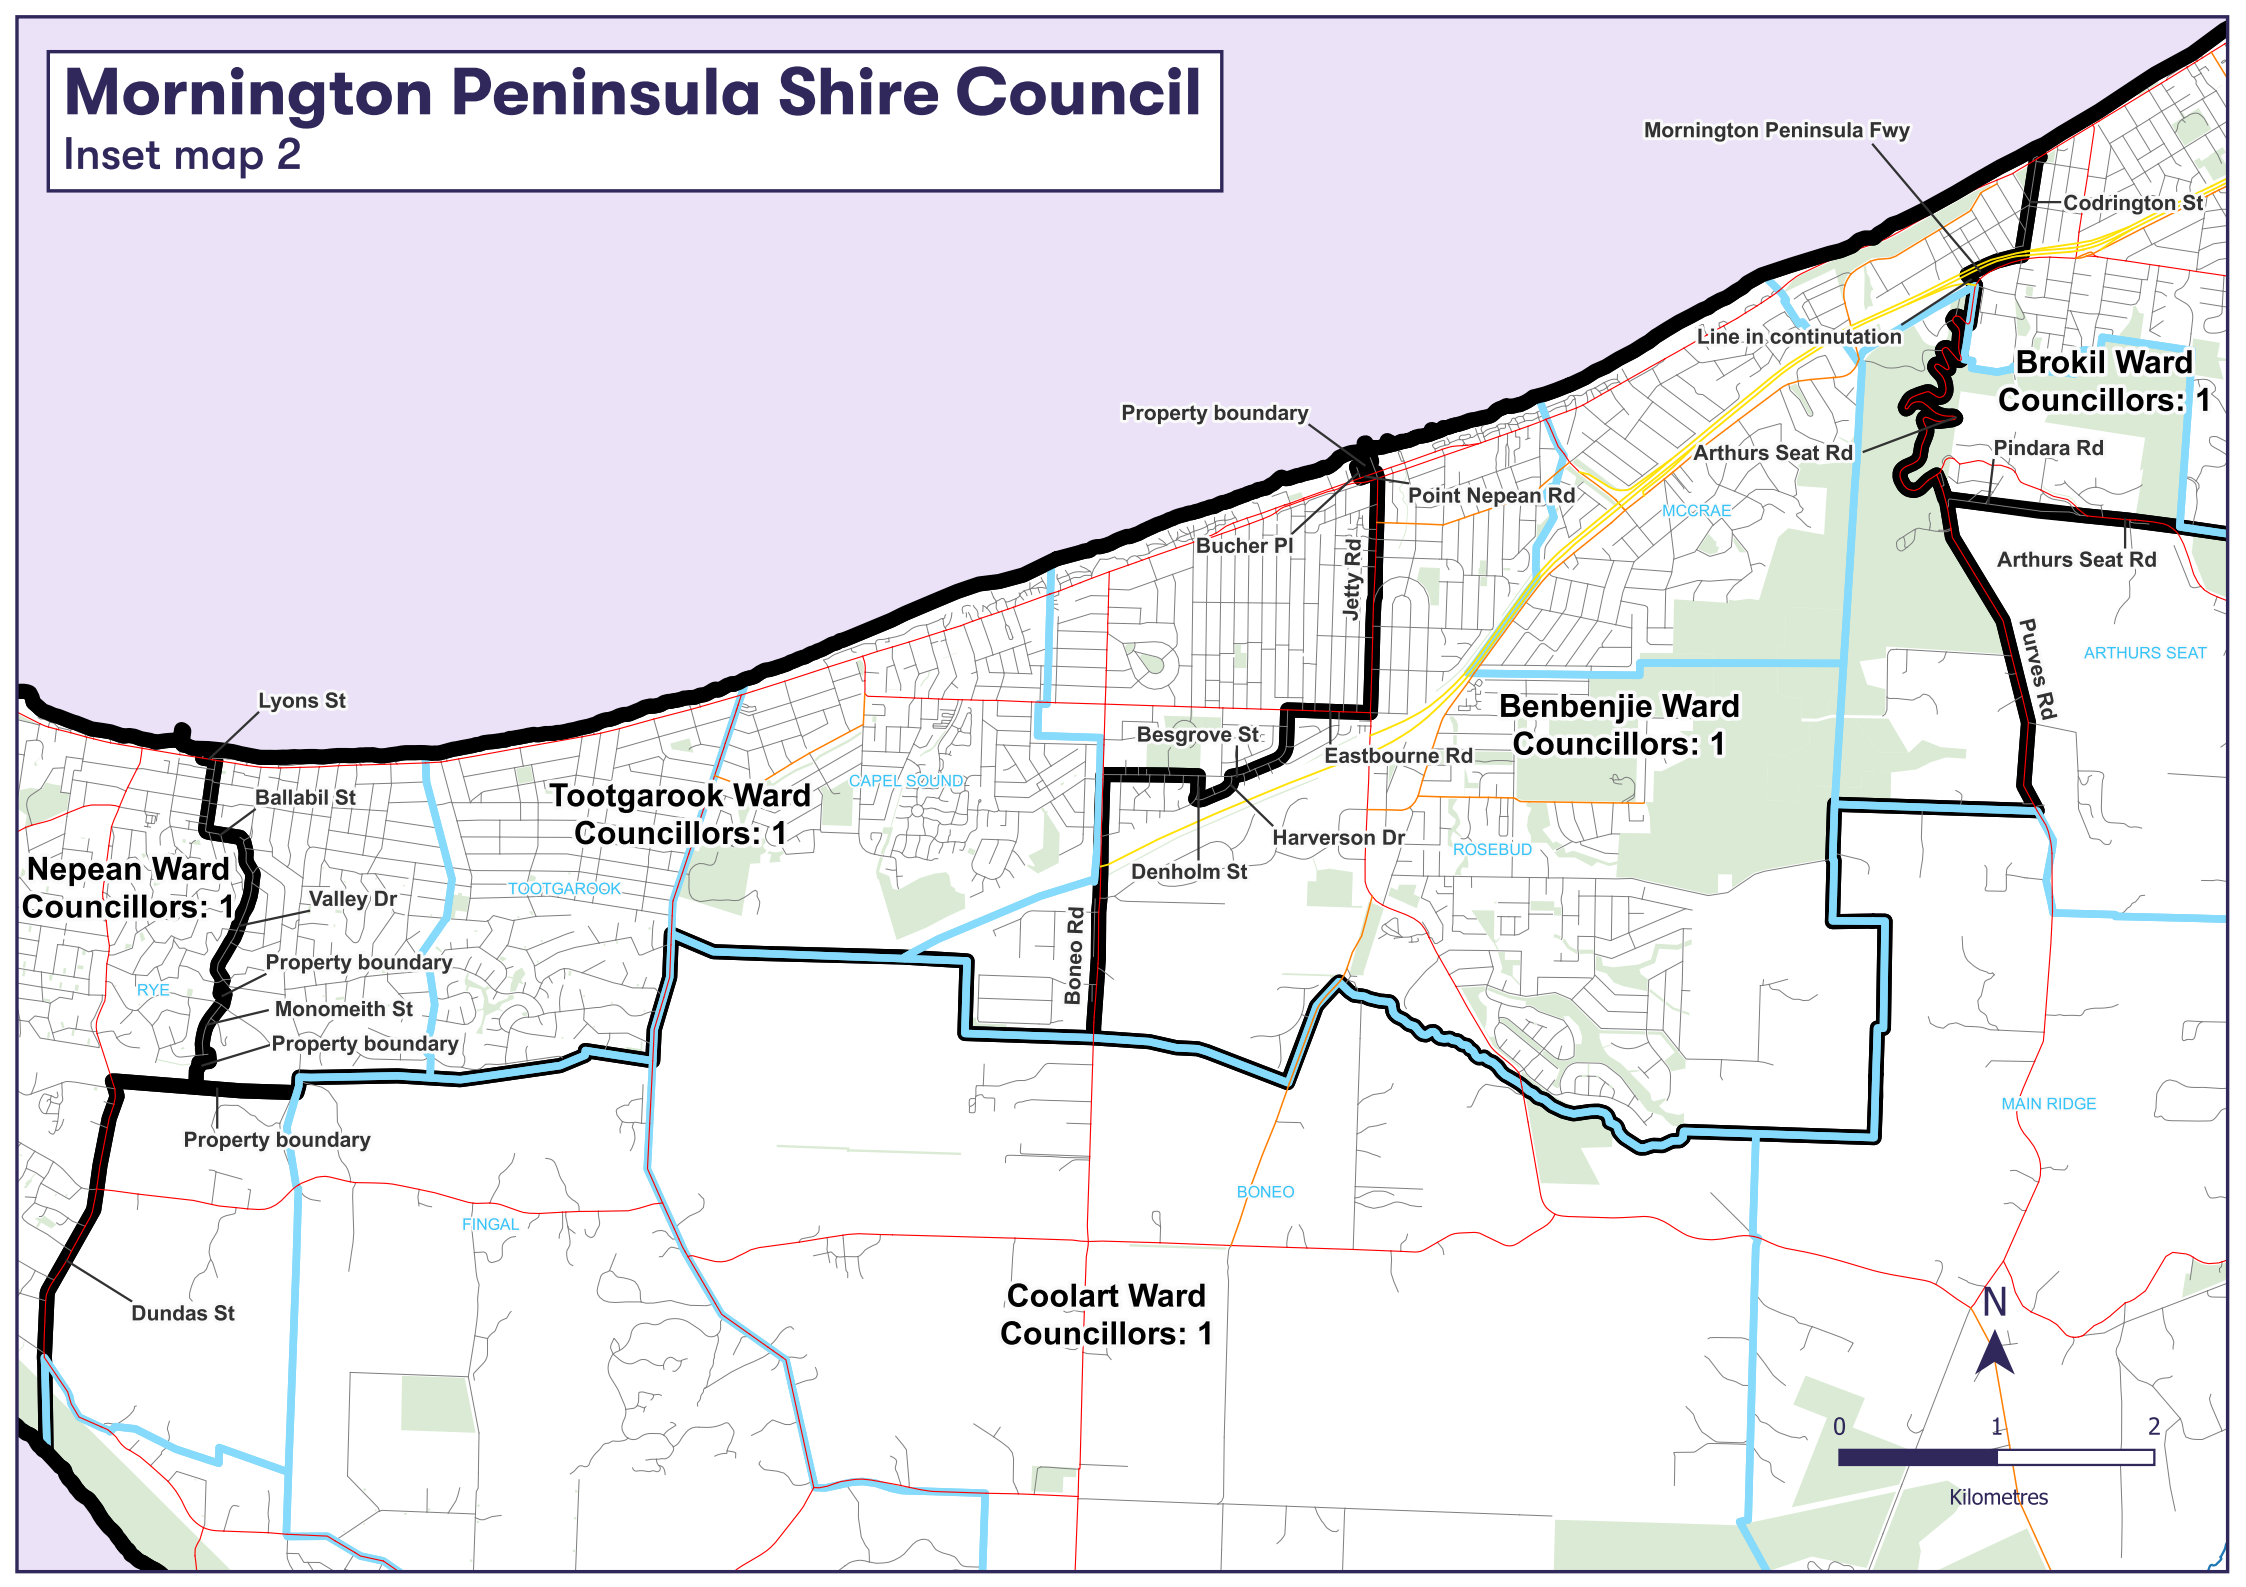 Mornington Peninsula Shire Council
Inset map 2
Mornington Peninsula Fwy
Codrington St
Line in continutation
Brokil Ward
Councillors: 1
Property boundary
Arthurs Seat Rd
Pindara Rd
Point Nepean Rd
MCCRAE
Bucher Pl
Jetty Rd
Arthurs Seat Rd
Purves Rd
ARTHURS SEAT
Lyons St
Benbenjie Ward
Councillors: 1
Besgrove St
Eastbourne Rd
CAPEL SOUND
Tootgarook Ward
Councillors: 1
Ballabil St
Harverson Dr
ROSEBUD
Denholm St
Nepean Ward
Councillors: 1
TOOTGAROOK
Valley Dr
Boneo Rd
Property boundary
RYE
Monomeith St
Property boundary
MAIN RIDGE
Property boundary
BONEO
FINGAL
Coolart Ward
Councillors: 1
Dundas St
N
0 1 2
Kilometres